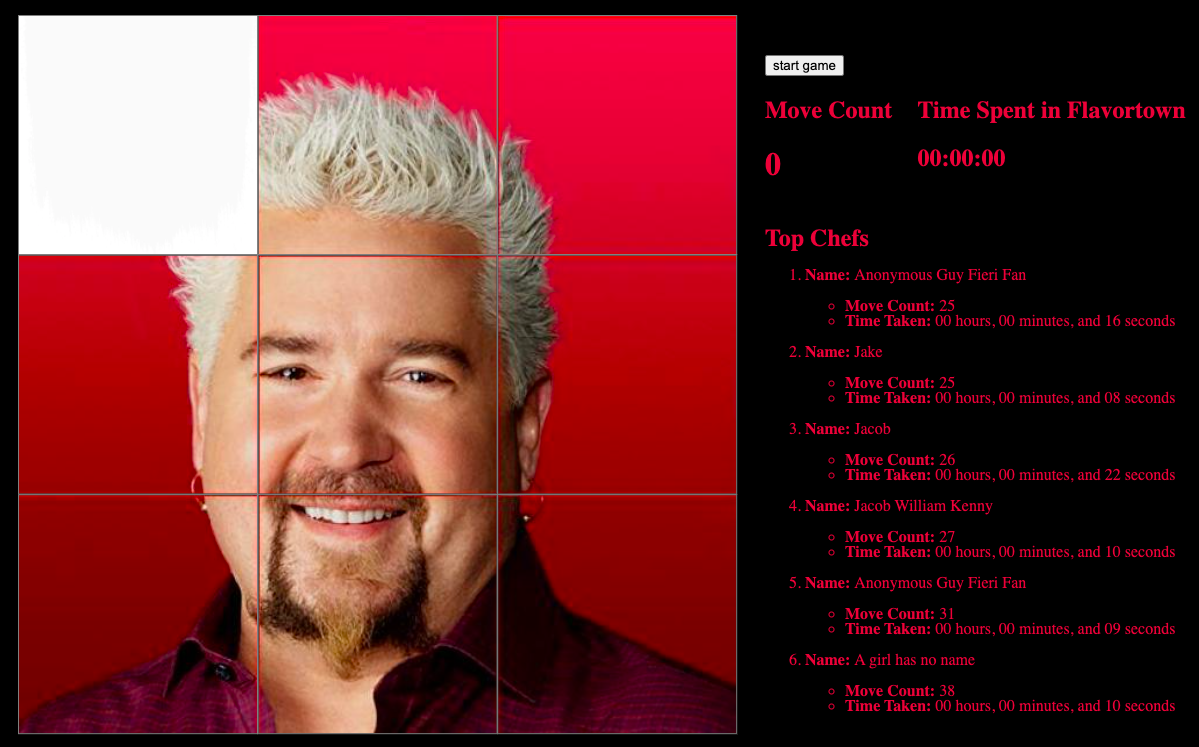 start game
Move Count
Time Spent in Flavortown
0
00:00:00
Top Chefs
1. Name: Anonymous Guy Fieri Fan
Move Count: 25
Time Taken: 00 hours, 00 minutes, and 16 seconds
2. Name: Jake
Move Count: 25
Time Taken: 00 hours, 00 minutes, and 08 seconds
3. Name: Jacob
Move Count: 26
Time Taken: 00 hours, 00 minutes, and 22 seconds
4. Name: Jacob William Kenny
Move Count: 27
Time Taken: 00 hours, 00 minutes, and 10 seconds
5. Name: Anonymous Guy Fieri Fan
Move Count: 31
Time Taken: 00 hours, 00 minutes, and 09 seconds
6. Name: A girl has no name
Move Count: 38
Time Taken: 00 hours, 00 minutes, and 10 seconds